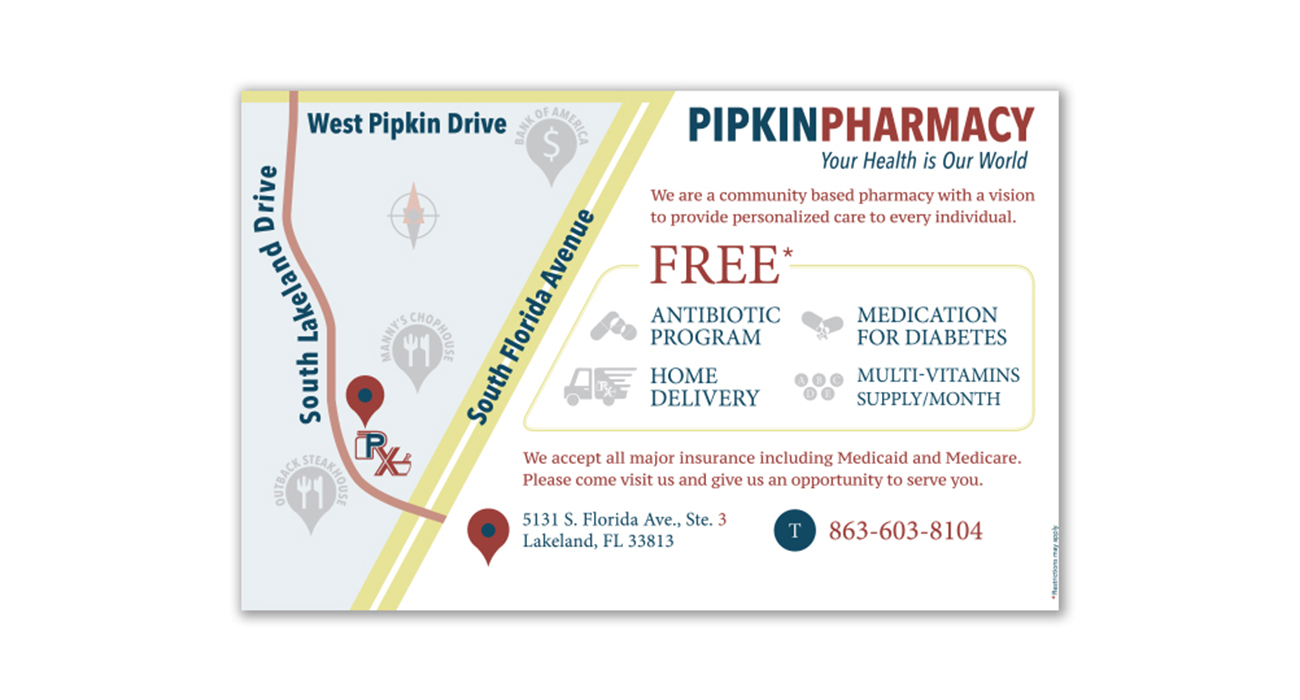 West Pipkin Drive
BANK OF AMERICA
$
South Lakeland Drive
South Florida Avenue
MANNY'S CHOPHOUSE
PX
OUTBACK STEAKHOUSE
PIPKINPHARMACY
Your Health is Our World
We are a community based pharmacy with a vision
to provide personalized care to every individual.
FREE*
ANTIBIOTIC
PROGRAM
MEDICATION
FOR DIABETES
Rx
HOME
DELIVERY
A B C
D E
MULTI-VITAMINS
SUPPLY/MONTH
We accept all major insurance including Medicaid and Medicare.
Please come visit us and give us an opportunity to serve you.
5131 S. Florida Ave., Ste. 3
Lakeland, FL 33813
T
863-603-8104
* Restrictions may apply